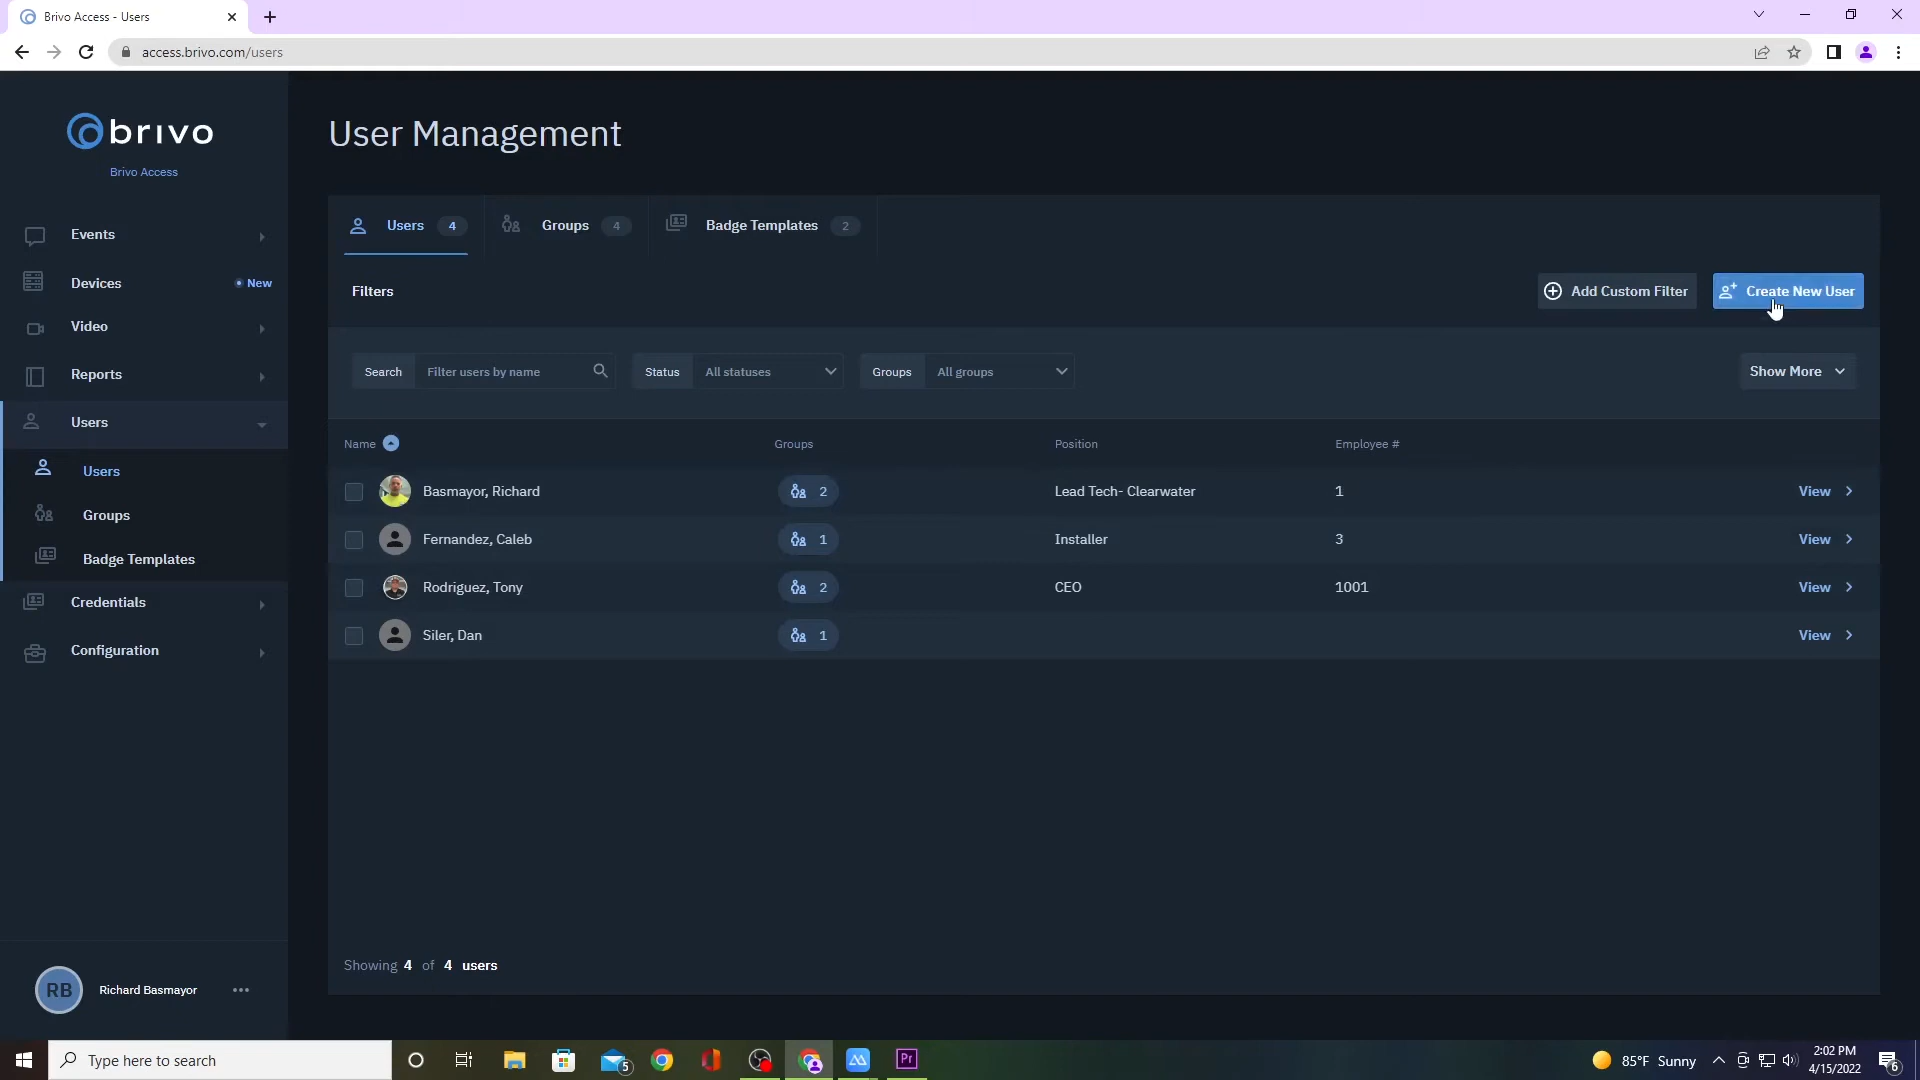 Brivo Access - Users
access.brivo.com/users
brivo
Brivo Access
Events
Devices
New
Video
Reports
Users
Users
Groups
Badge Templates
Credentials
Configuration
RB
Richard Basmayor
User Management
Users 4
Groups 4
Badge Templates 2
Filters
Add Custom Filter
Create New User
Search Filter users by name
Status All statuses
Groups All groups
Show More
Name Groups Position Employee #
Basmayor, Richard 2 Lead Tech- Clearwater 1 View
Fernandez, Caleb 1 Installer 3 View
Rodriguez, Tony 2 CEO 1001 View
Siler, Dan 1 View
Showing 4 of 4 users
Type here to search
5
Pr
85°F Sunny
2:02 PM
4/15/2022
6